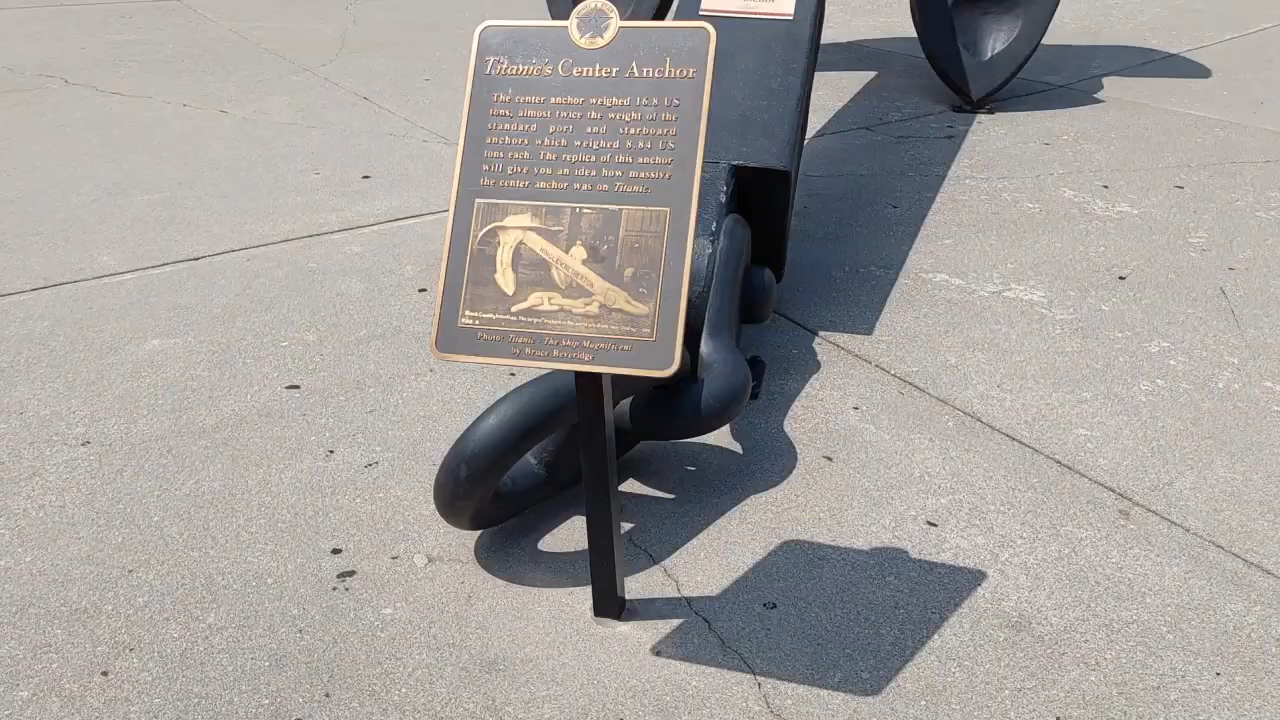 Titanic's Center Anchor
The center anchor weighed 16.8 US
tons, almost twice the weight of the
standard port and starboard
anchors which weighed 8.84 US
tons each. The replica of this anchor
will give you an idea how massive
the center anchor was on Titanic.
HINGLEY NETHERTON
Photo: Titanic - The Ship Magnificent
by Bruce Beveridge